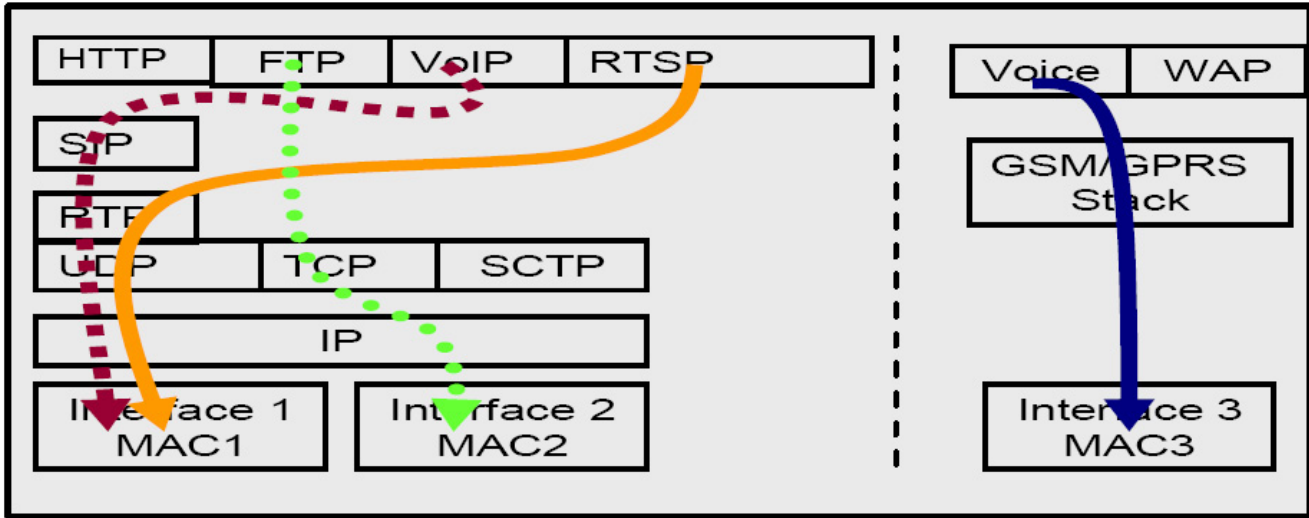 HTTP FTP VoIP RTSP
Voice WAP
SIP
GSM/GPRS
Stack
RTP
UDP TCP SCTP
IP
Interface 1
MAC1
Interface 2
MAC2
Interface 3
MAC3